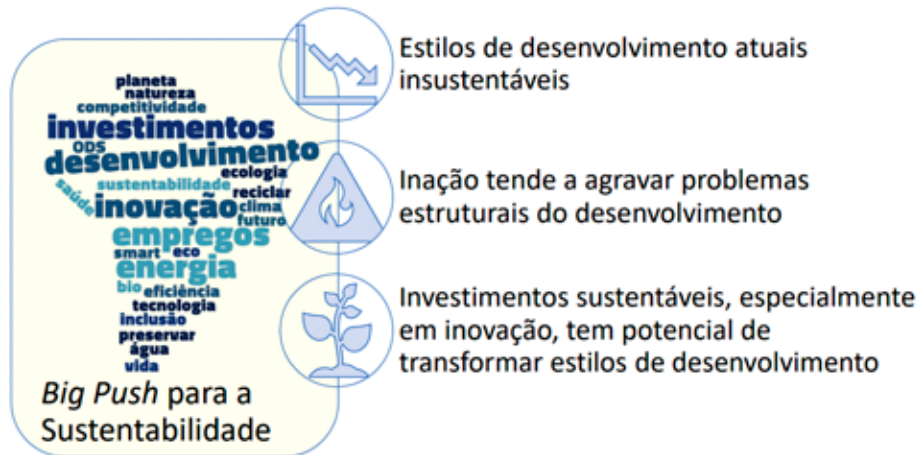 planeta
natureza
competitividade
investimentos
ODS
desenvolvimento
ecologia
saúde
sustentabilidade
reciclar
inovação
clima
futuro
empregos
smart eco
energia
bio eficiência
tecnologia
inclusão
preservar
água
vida
Big Push para a
Sustentabilidade
Estilos de desenvolvimento atuais
insustentáveis
Inação tende a agravar problemas
estruturais do desenvolvimento
Investimentos sustentáveis, especialmente
em inovação, tem potencial de
transformar estilos de desenvolvimento